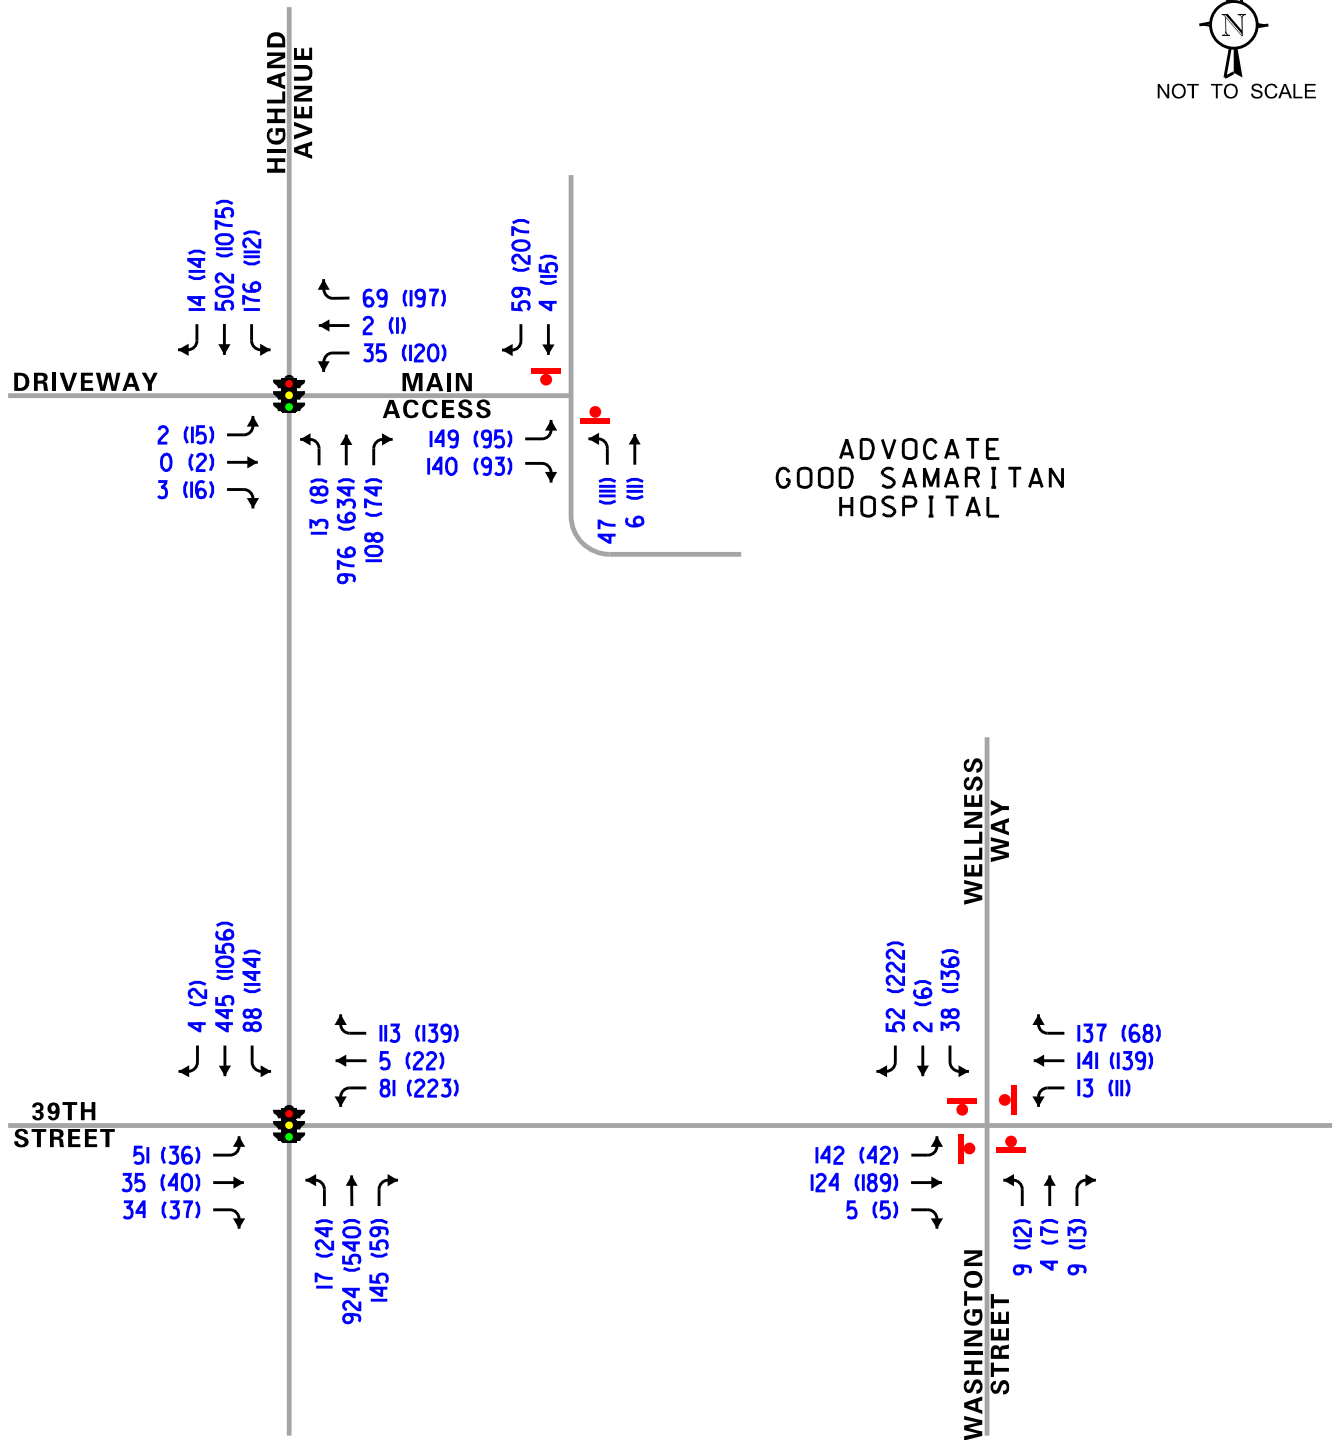 N
NOT TO SCALE
HIGHLAND
AVENUE
14 (14)
502 (1075)
176 (112)
69 (197)
2 (1)
35 (120)
59 (207)
4 (15)
DRIVEWAY
MAIN
ACCESS
2 (15)
0 (2)
3 (16)
13 (8)
976 (634)
108 (74)
149 (95)
140 (93)
47 (111)
6 (11)
ADVOCATE
GOOD SAMARITAN
HOSPITAL
WELLNESS
WAY
4 (2)
445 (1056)
88 (144)
113 (139)
5 (22)
81 (223)
52 (222)
2 (6)
38 (136)
137 (68)
141 (139)
13 (11)
39TH
STREET
51 (36)
35 (40)
34 (37)
17 (24)
924 (540)
145 (59)
142 (42)
124 (189)
5 (5)
9 (12)
4 (7)
9 (13)
WASHINGTON
STREET